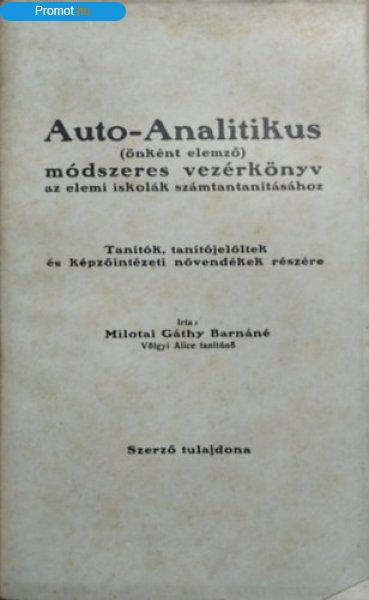 Promot.hu
Auto-Analitikus
(önként elemző)
módszeres vezérkönyv
az elemi iskolák számtantanításához
Tanítók, tanítójelöltek
és képzőintézeti növendékek részére
Irta:
Milotai Gáthy Barnáné
Völgyi Alice tanítónő
Szerző tulajdona